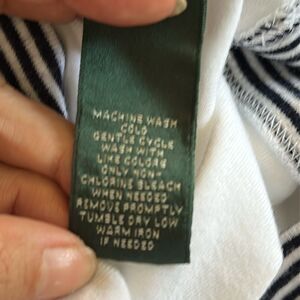 MACHINE WASH
COLD
GENTLE CYCLE
WASH WITH
LIKE COLORS
ONLY NON-
CHLORINE BLEACH
WHEN NEEDED
REMOVE PROMPTLY
TUMBLE DRY LOW
WARM IRON
IF NEEDED